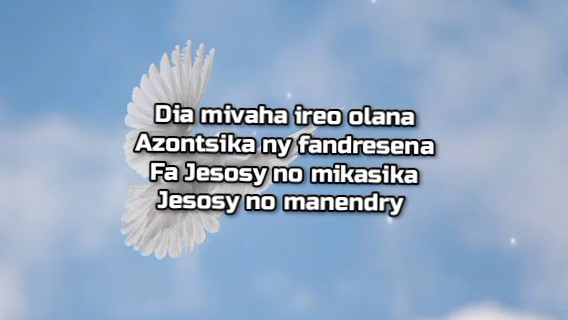 Dia mivaha ireo olana
Azontsika ny fandresena
Fa Jesosy no mikasika
Jesosy no manendry